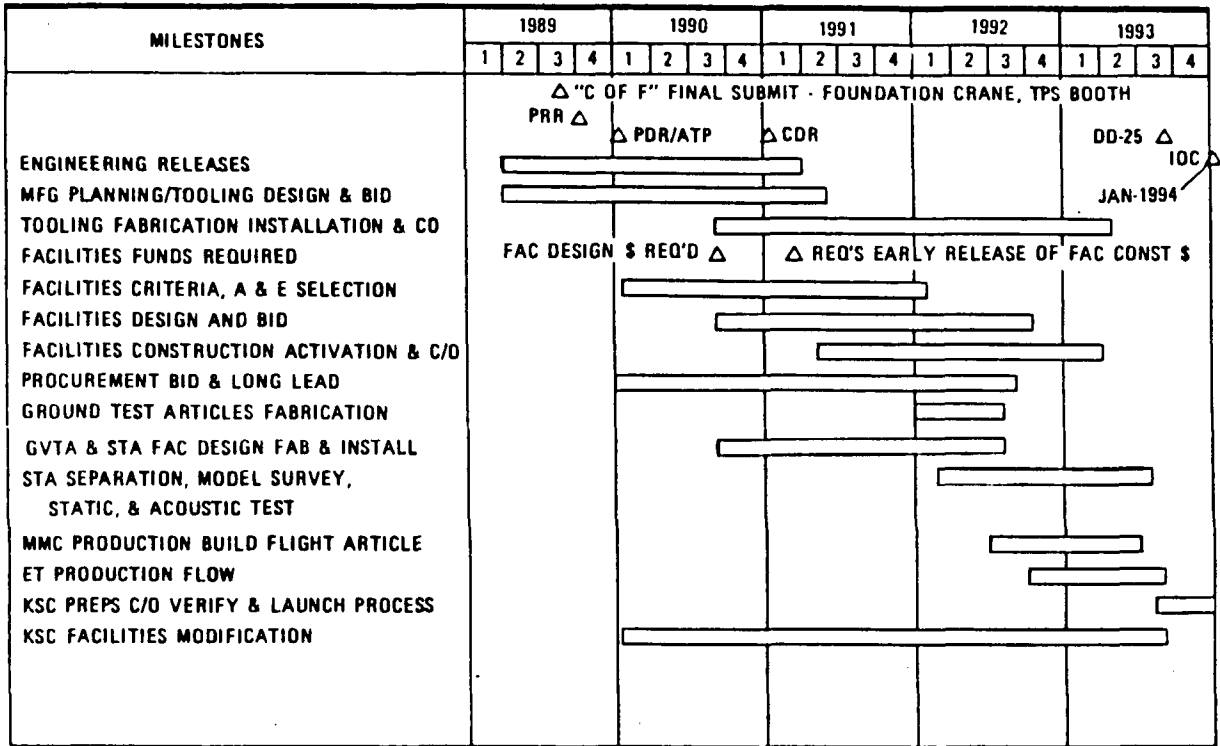 MILESTONES
1989 1990 1991 1992 1993
1 2 3 4 1 2 3 4 1 2 3 4 1 2 3 4 1 2 3 4
"C OF F" FINAL SUBMIT - FOUNDATION CRANE, TPS BOOTH
PRR
PDR/ATP CDR DD-25
IOC
JAN-1994
ENGINEERING RELEASES
MFG PLANNING/TOOLING DESIGN & BID
TOOLING FABRICATION INSTALLATION & CO
FACILITIES FUNDS REQUIRED FAC DESIGN $ REQ'D REQ'S EARLY RELEASE OF FAC CONST $
FACILITIES CRITERIA, A & E SELECTION
FACILITIES DESIGN AND BID
FACILITIES CONSTRUCTION ACTIVATION & C/O
PROCUREMENT BID & LONG LEAD
GROUND TEST ARTICLES FABRICATION
GVTA & STA FAC DESIGN FAB & INSTALL
STA SEPARATION, MODEL SURVEY,
STATIC, & ACOUSTIC TEST
MMC PRODUCTION BUILD FLIGHT ARTICLE
ET PRODUCTION FLOW
KSC PREPS C/O VERIFY & LAUNCH PROCESS
KSC FACILITIES MODIFICATION